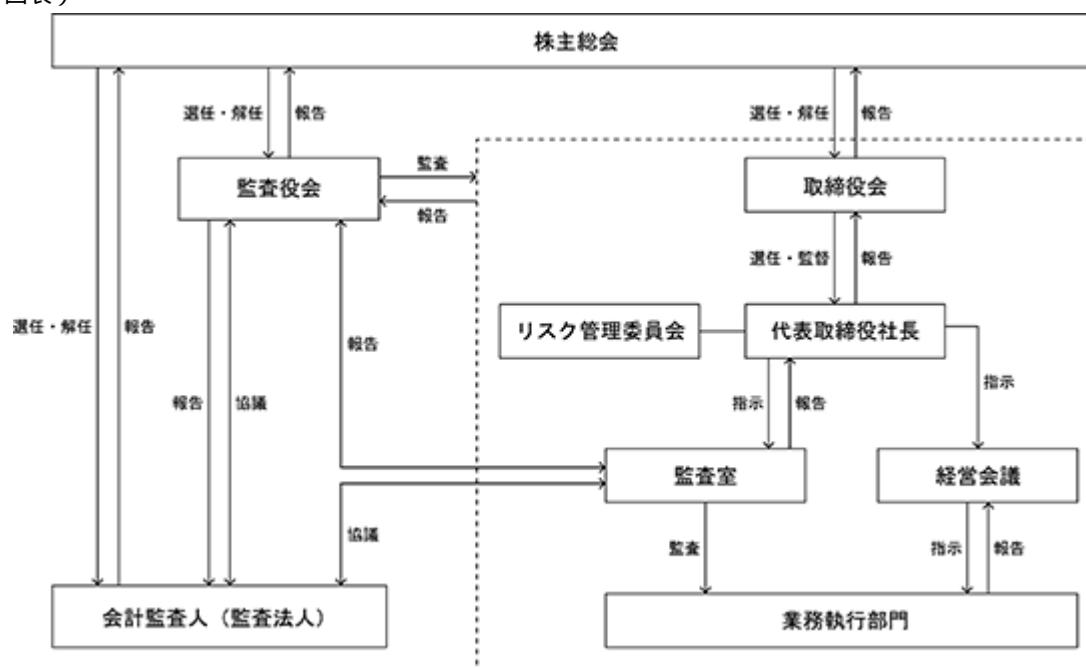 図表）
株主総会
選任・解任
報告
選任・解任
報告
監査役会
監査
報告
取締役会
選任・監督
報告
選任・解任
報告
リスク管理委員会
代表取締役社長
報告
指示
報告
協議
指示
報告
監査室
経営会議
協議
監査
指示
報告
会計監査人（監査法人）
業務執行部門